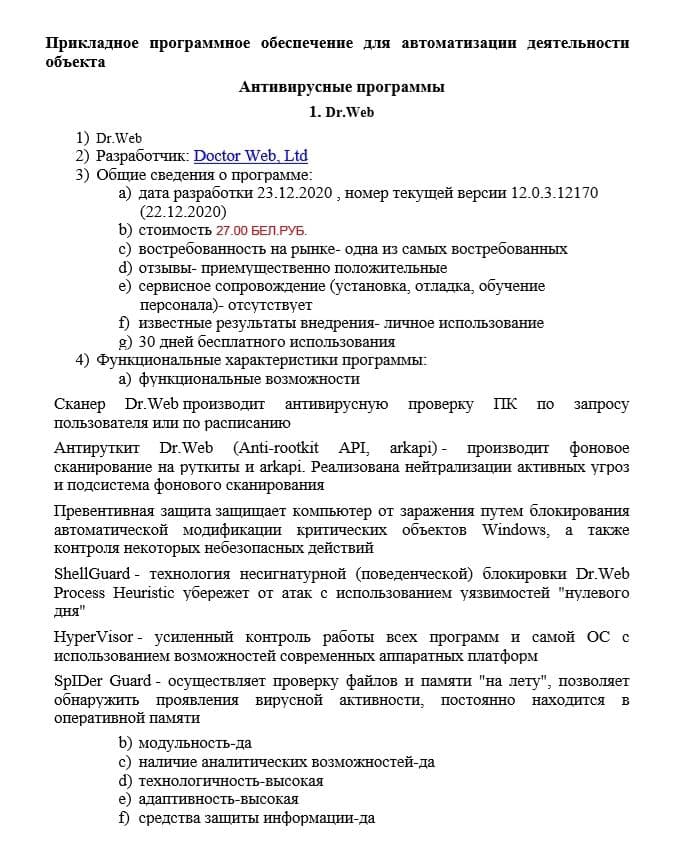 Прикладное программное обеспечение для автоматизации деятельности
объекта
Антивирусные программы
1. Dr.Web
1) Dr.Web
2) Разработчик: Doctor Web, Ltd
3) Общие сведения о программе:
a) дата разработки 23.12.2020 , номер текущей версии 12.0.3.12170
(22.12.2020)
b) стоимость 27.00 БЕЛ.РУБ.
c) востребованность на рынке- одна из самых востребованных
d) отзывы- приемущественно положительные
e) сервисное сопровождение (установка, отладка, обучение
персонала)- отсутствует
f) известные результаты внедрения- личное использование
g) 30 дней бесплатного использования
4) Функциональные характеристики программы:
a) функциональные возможности
Сканер Dr.Web производит антивирусную проверку ПК по запросу
пользователя или по расписанию
Антируткит Dr.Web (Anti-rootkit API, arkapi) - производит фоновое
сканирование на руткиты и arkapi. Реализована нейтрализации активных угроз
и подсистема фонового сканирования
Превентивная защита защищает компьютер от заражения путем блокирования
автоматической модификации критических объектов Windows, а также
контроля некоторых небезопасных действий
ShellGuard - технология несигнатурной (поведенческой) блокировки Dr.Web
Process Heuristic убережет от атак с использованием уязвимостей "нулевого
дня"
HyperVisor - усиленный контроль работы всех программ и самой ОС с
использованием возможностей современных аппаратных платформ
SpIDer Guard - осуществляет проверку файлов и памяти "на лету", позволяет
обнаружить проявления вирусной активности, постоянно находится в
оперативной памяти
b) модульность-да
c) наличие аналитических возможностей-да
d) технологичность-высокая
e) адаптивность-высокая
f) средства защиты информации-да